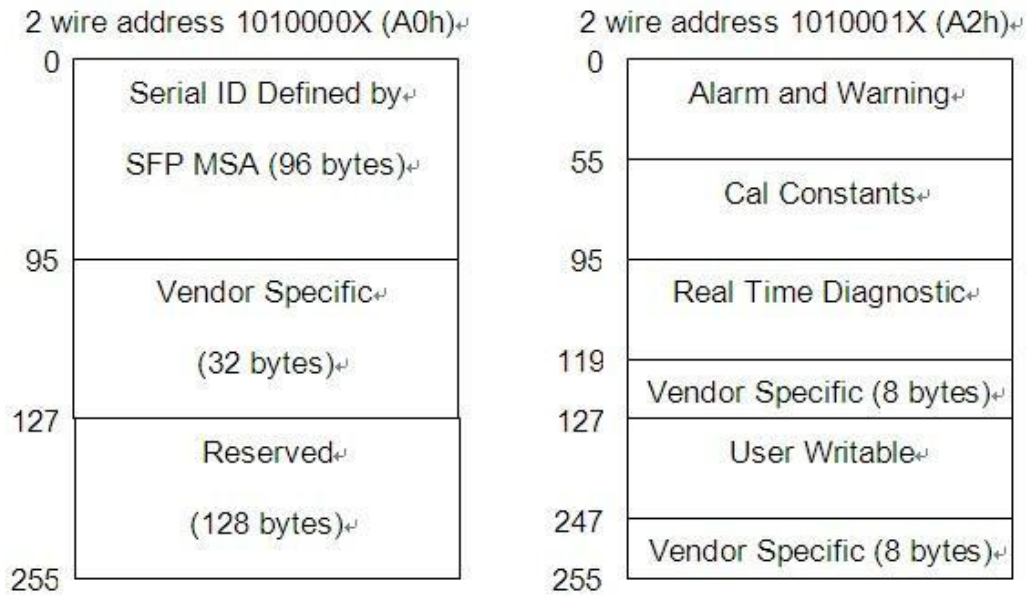 2 wire address 1010000X (A0h)↵
0
Serial ID Defined by↵
SFP MSA (96 bytes)↵
95
Vendor Specific↵
(32 bytes)↵
127
Reserved↵
(128 bytes)↵
255
2 wire address 1010001X (A2h)↵
0
Alarm and Warning↵
55
Cal Constants↵
95
Real Time Diagnostic↵
119
Vendor Specific (8 bytes)↵
127
User Writable↵
247
Vendor Specific (8 bytes)↵
255